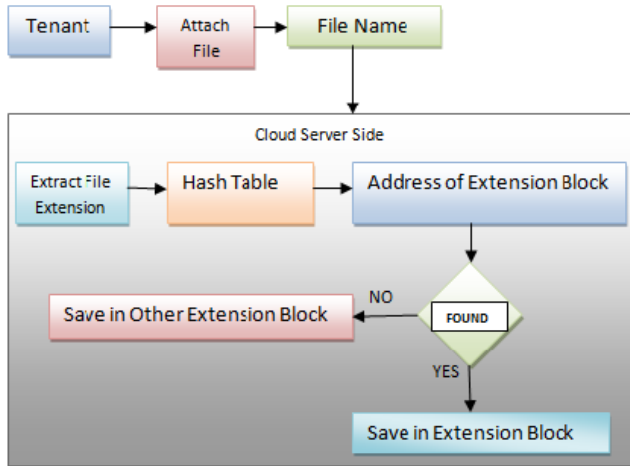 Tenant
Attach
File
File Name
Cloud Server Side
Extract File
Extension
Hash Table
Address of Extension Block
NO
FOUND
Save in Other Extension Block
YES
Save in Extension Block